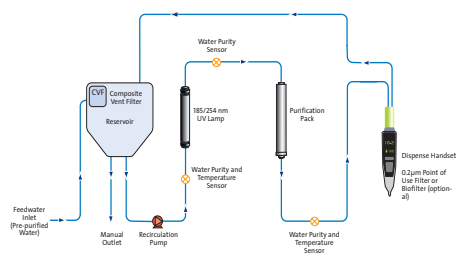 Water Purity
Sensor
CVF
Composite
Vent Filter
Reservoir
185/254 nm
UV Lamp
Purification
Pack
18.2
Dispense Handset
0.2µm Point of
Use Filter or
Biofilter (option-
al)
Water Purity and
Temperature
Sensor
Feedwater
Inlet
(Pre-purified
Water)
Manual
Outlet
Recirculation
Pump
Water Purity and
Temperature
Sensor